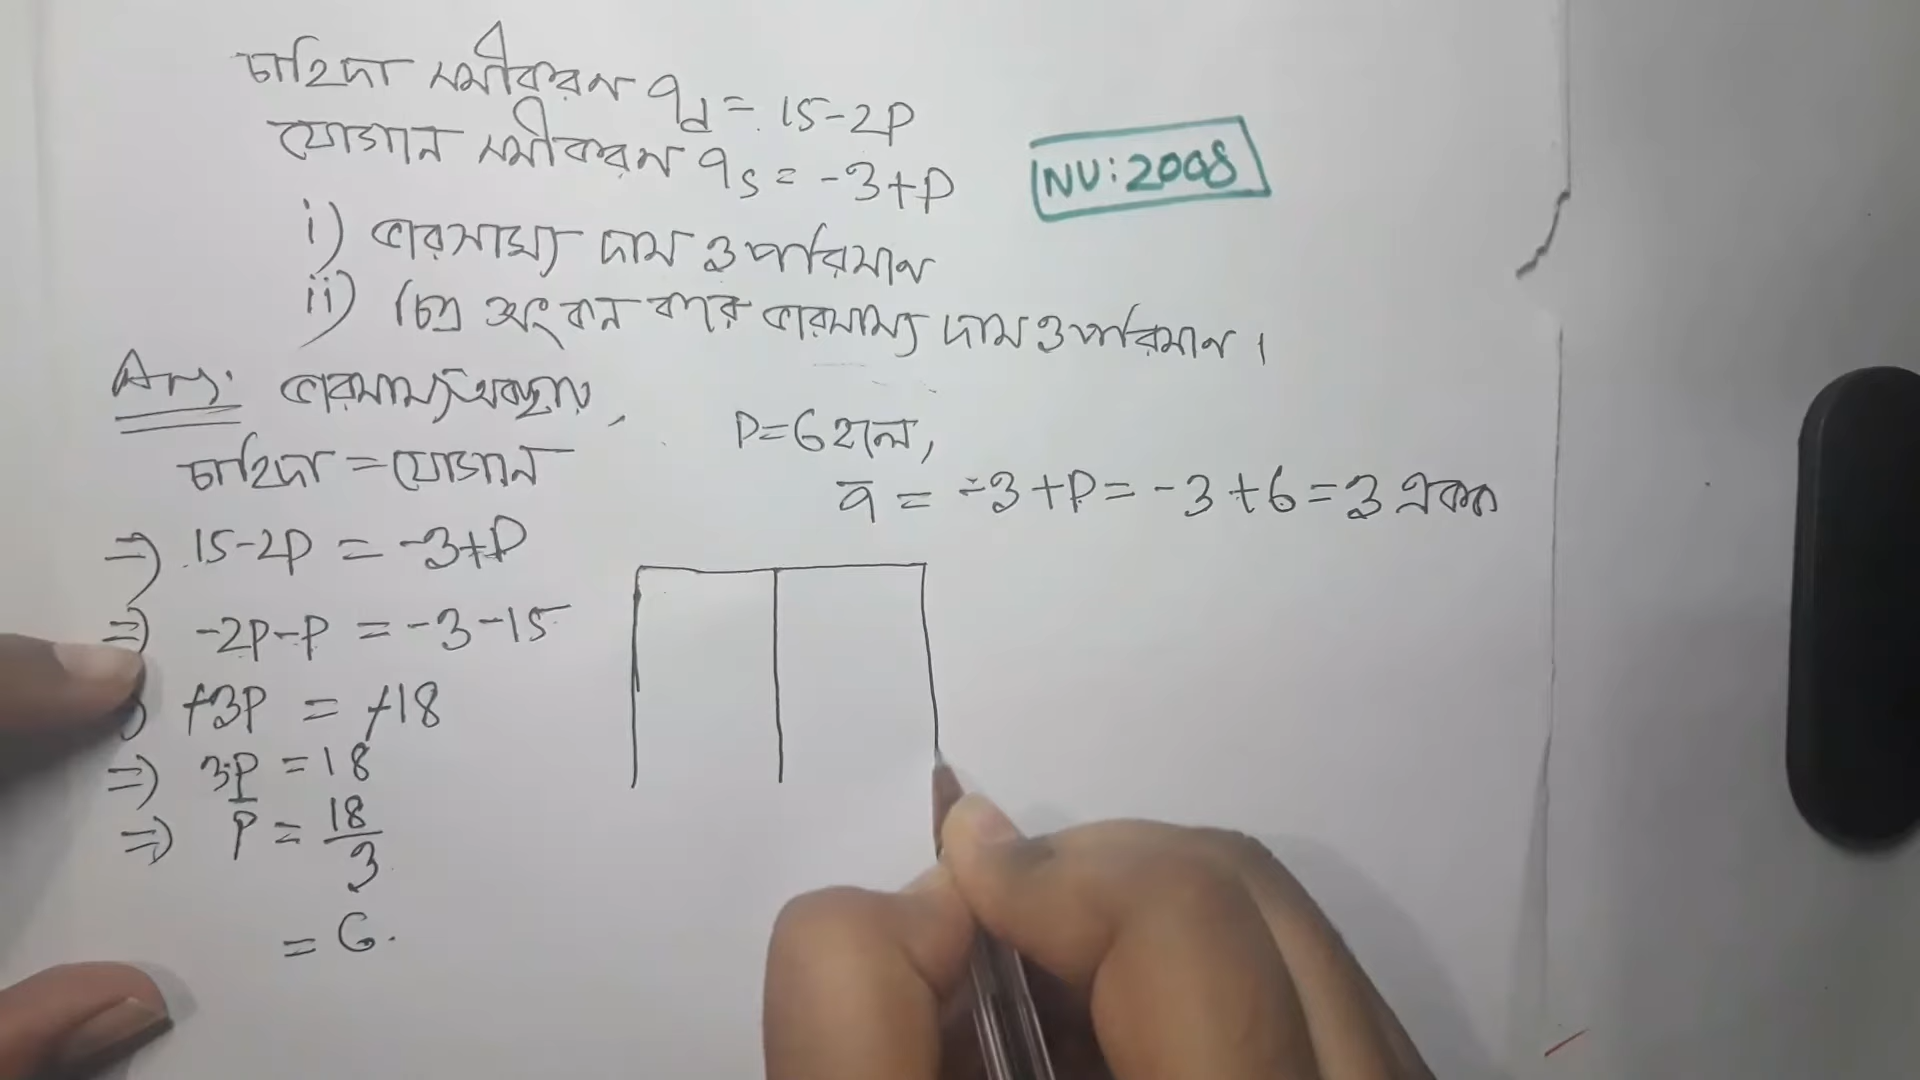 চাহিদা সমীকরণ qd = 15-2P
যোগান সমীকরণ qs = -3+P
NU: 2008
i) ভারসাম্য দাম ও পরিমান
ii) চিত্র অংকন করে ভারসাম্য দাম ও পরিমান ।
Ans: ভারসাম্য অবস্থায়,
চাহিদা = যোগান
⇒ 15-2P = -3+P
⇒ -2P-P = -3-15
⇒ +3P = +18
⇒ 3P = 18
⇒ P = 18/3
= 6.
P=6 হলে,
q̄ = -3+P = -3+6 = 3 একক